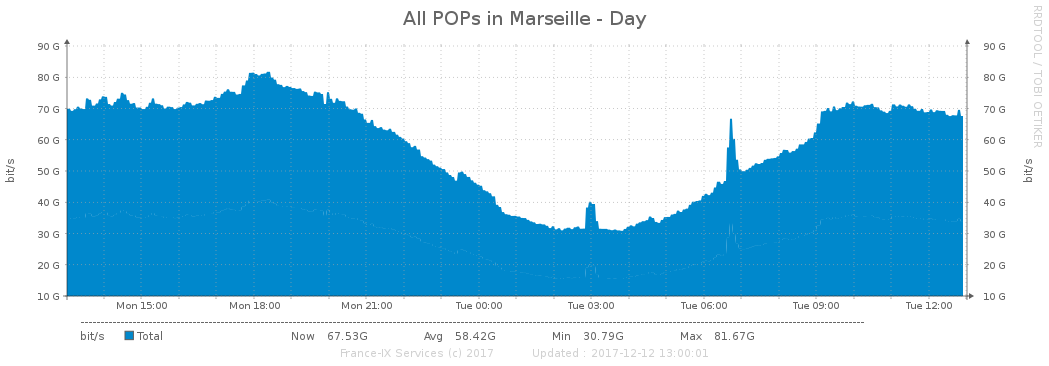 All POPs in Marseille - Day
RRDTOOL / TOBI OETIKER
bit/s
bit/s
90 G 90 G
80 G 80 G
70 G 70 G
60 G 60 G
50 G 50 G
40 G 40 G
30 G 30 G
20 G 20 G
10 G 10 G
Mon 15:00 Mon 18:00 Mon 21:00 Tue 00:00 Tue 03:00 Tue 06:00 Tue 09:00 Tue 12:00
bit/s Total Now 67.53G Avg 58.42G Min 30.79G Max 81.67G
France-IX Services (c) 2017 Updated : 2017-12-12 13:00:01